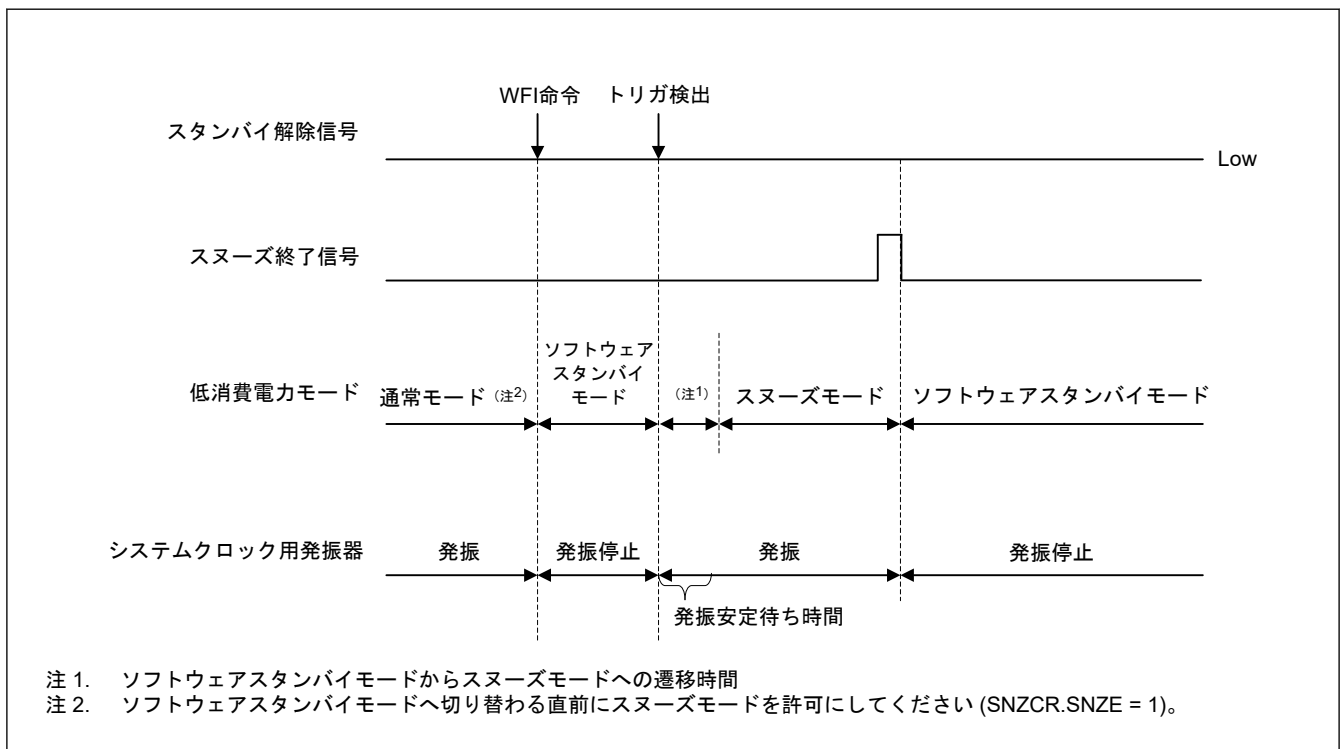 WFI命令 トリガ検出
スタンバイ解除信号
Low
スヌーズ終了信号
低消費電力モード
通常モード (注2)
ソフトウェア
スタンバイ
モード
(注1)
スヌーズモード
ソフトウェアスタンバイモード
システムクロック用発振器
発振
発振停止
発振
発振停止
発振安定待ち時間
注 1. ソフトウェアスタンバイモードからスヌーズモードへの遷移時間
注 2. ソフトウェアスタンバイモードへ切り替わる直前にスヌーズモードを許可にしてください (SNZCR.SNZE = 1)。